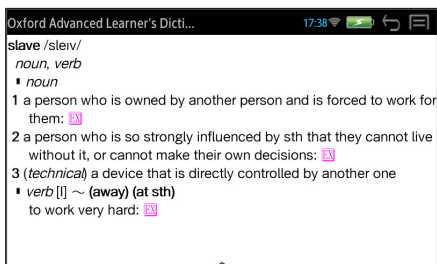 Oxford Advanced Learner's Dicti... 17:38
slave /sleɪv/
noun, verb
▪ noun
1 a person who is owned by another person and is forced to work for
them: EX
2 a person who is so strongly influenced by sth that they cannot live
without it, or cannot make their own decisions: EX
3 (technical) a device that is directly controlled by another one
▪ verb [I] ~ (away) (at sth)
to work very hard: EX